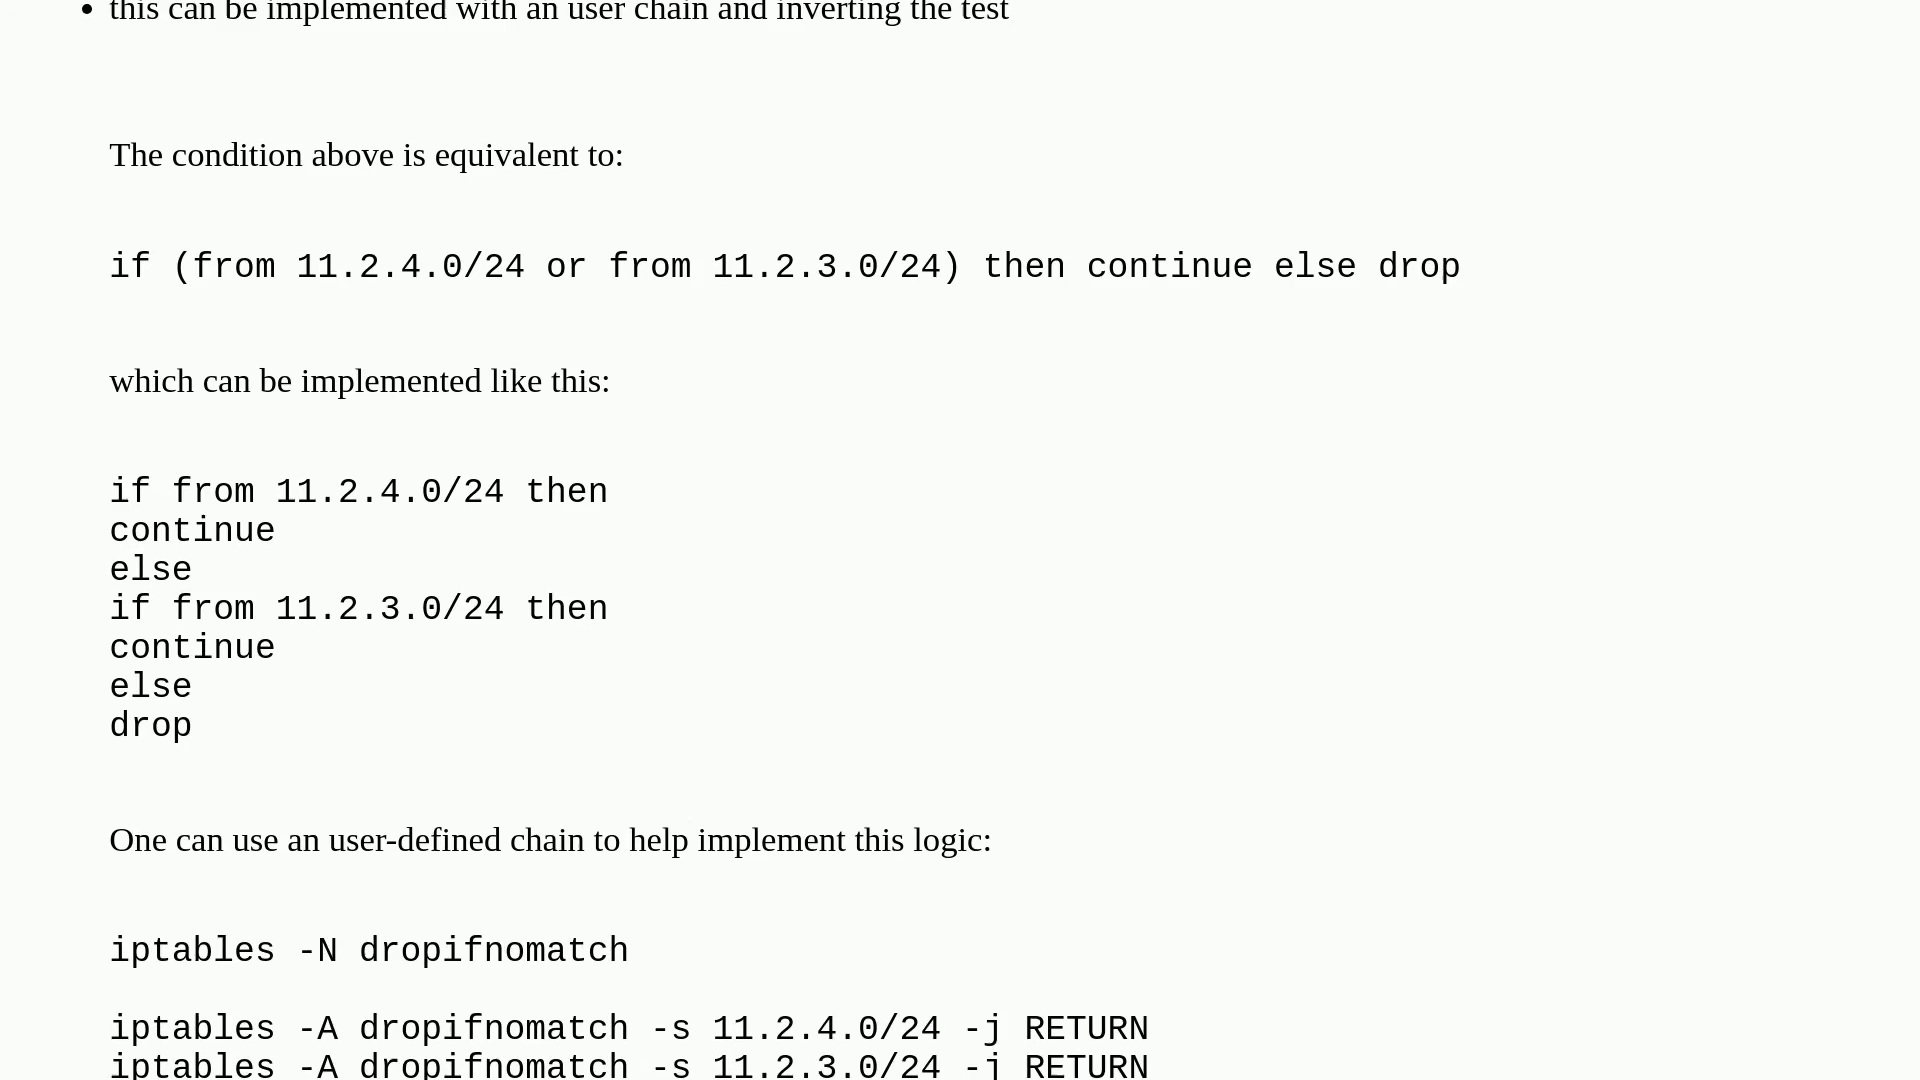 this can be implemented with an user chain and inverting the test
The condition above is equivalent to:
if (from 11.2.4.0/24 or from 11.2.3.0/24) then continue else drop
which can be implemented like this:
if from 11.2.4.0/24 then
continue
else
if from 11.2.3.0/24 then
continue
else
drop
One can use an user-defined chain to help implement this logic:
iptables -N dropifnomatch
iptables -A dropifnomatch -s 11.2.4.0/24 -j RETURN
iptables -A dropifnomatch -s 11.2.3.0/24 -j RETURN